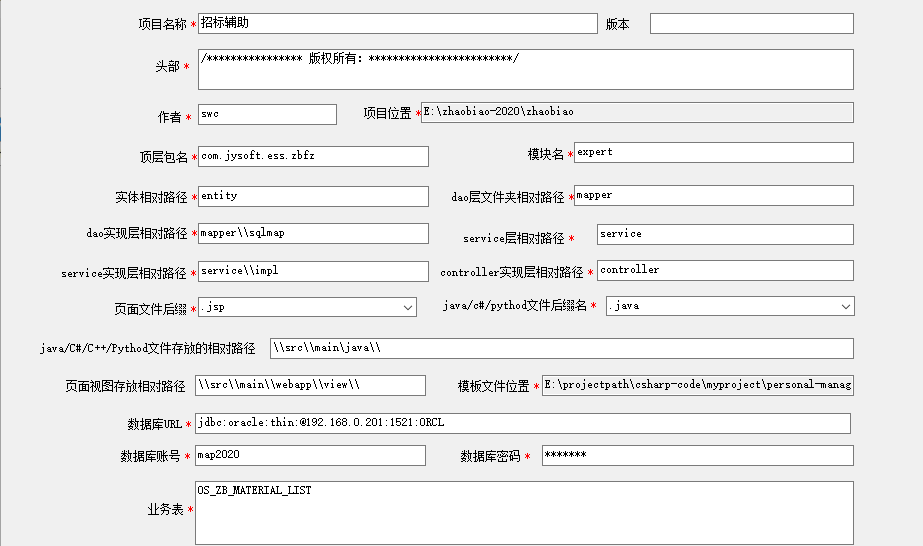 项目名称 * 招标辅助 版本
头部 * /**************** 版权所有: ************************/
作者 * swc 项目位置 * E:\zhaobiao-2020\zhaobiao
顶层包名 * com.jysoft.ess.zbfz 模块名 * expert
实体相对路径 * entity dao层文件夹相对路径 * mapper
dao实现层相对路径 * mapper\\sqlmap service层相对路径 * service
service实现层相对路径 * service\\impl controller实现层相对路径 * controller
页面文件后缀 * .jsp java/c#/pythod文件后缀名 * .java
java/C#/C++/Pythod文件存放的相对路径 \\src\\main\java\\
页面视图存放相对路径 \\src\\main\\webapp\\view\\ 模板文件位置 * E:\projectpath\csharp-code\myproject\personal-manag
数据库URL * jdbc:oracle:thin:@192.168.0.201:1521:ORCL
数据库账号 * map2020 数据库密码 * *******
业务表 * OS_ZB_MATERIAL_LIST